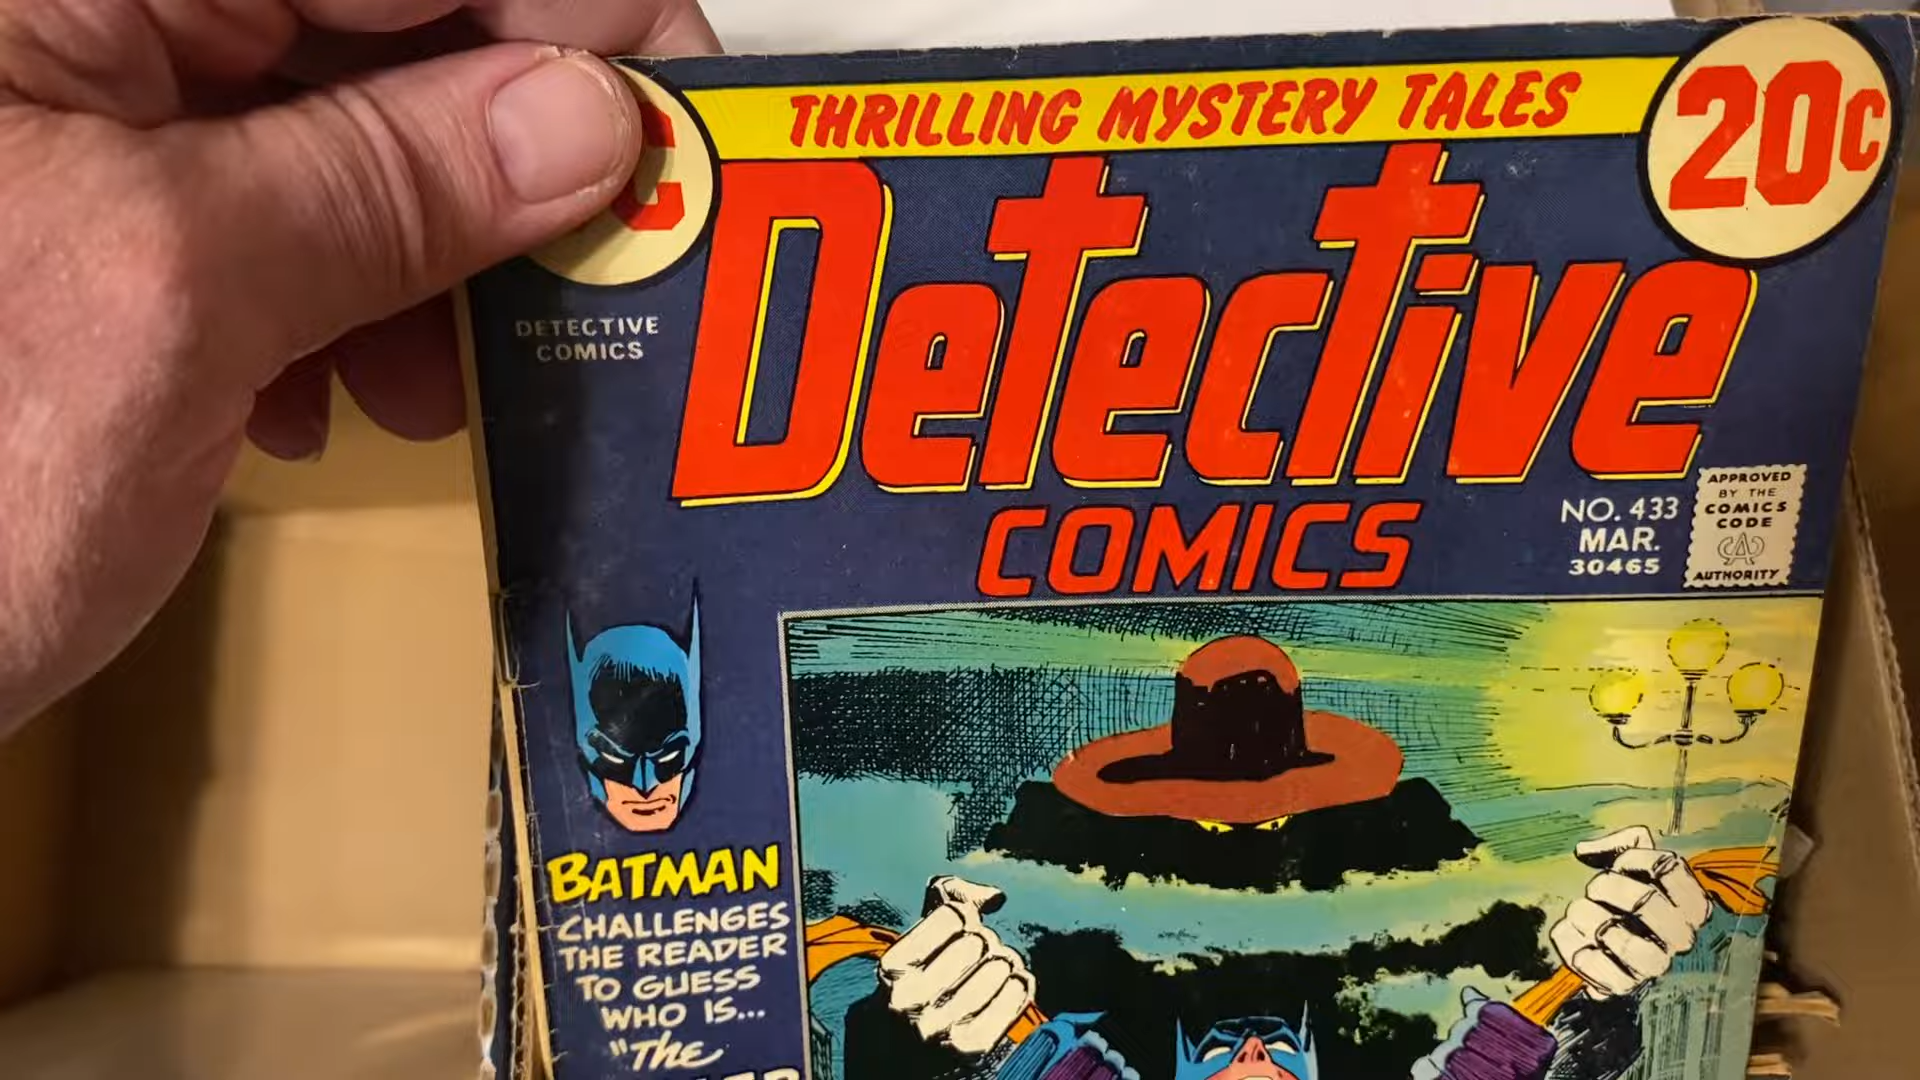 THRILLING MYSTERY TALES
20c
DETECTIVE
COMICS
Detective
COMICS
NO. 433
MAR.
30465
APPROVED
BY THE
COMICS
CODE
AUTHORITY
BATMAN
CHALLENGES
THE READER
TO GUESS
WHO IS...
"The